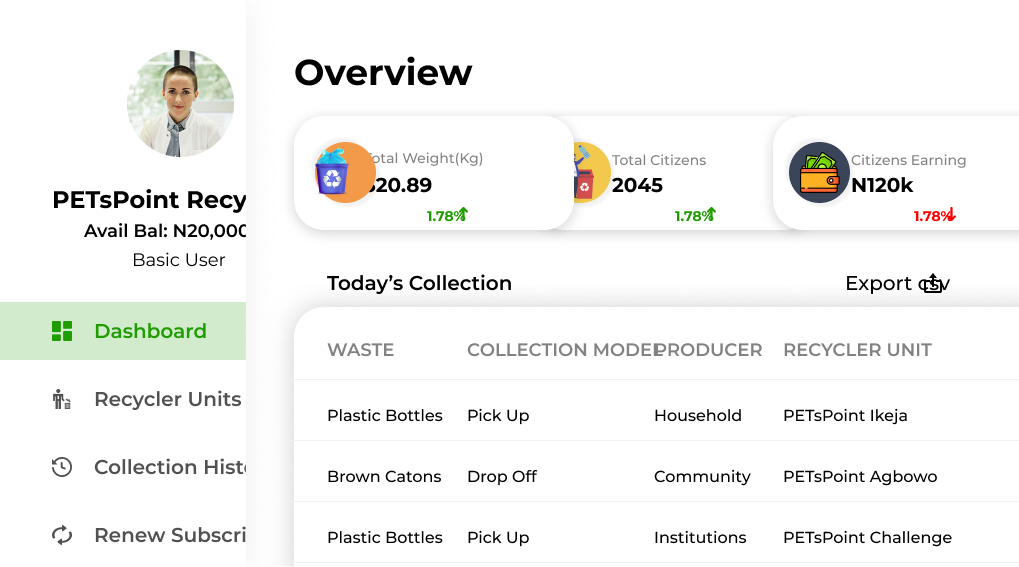 PETsPoint Recy
Avail Bal: N20,000
Basic User
Dashboard
Recycler Units
Collection Histo
Renew Subscri
Overview
Total Weight(Kg)
320.89
1.78%
Total Citizens
2045
1.78%
Citizens Earning
N120k
1.78%
Today’s Collection
Export csv
WASTE COLLECTION MODEL PRODUCER RECYCLER UNIT
Plastic Bottles Pick Up Household PETsPoint Ikeja
Brown Catons Drop Off Community PETsPoint Agbowo
Plastic Bottles Pick Up Institutions PETsPoint Challenge